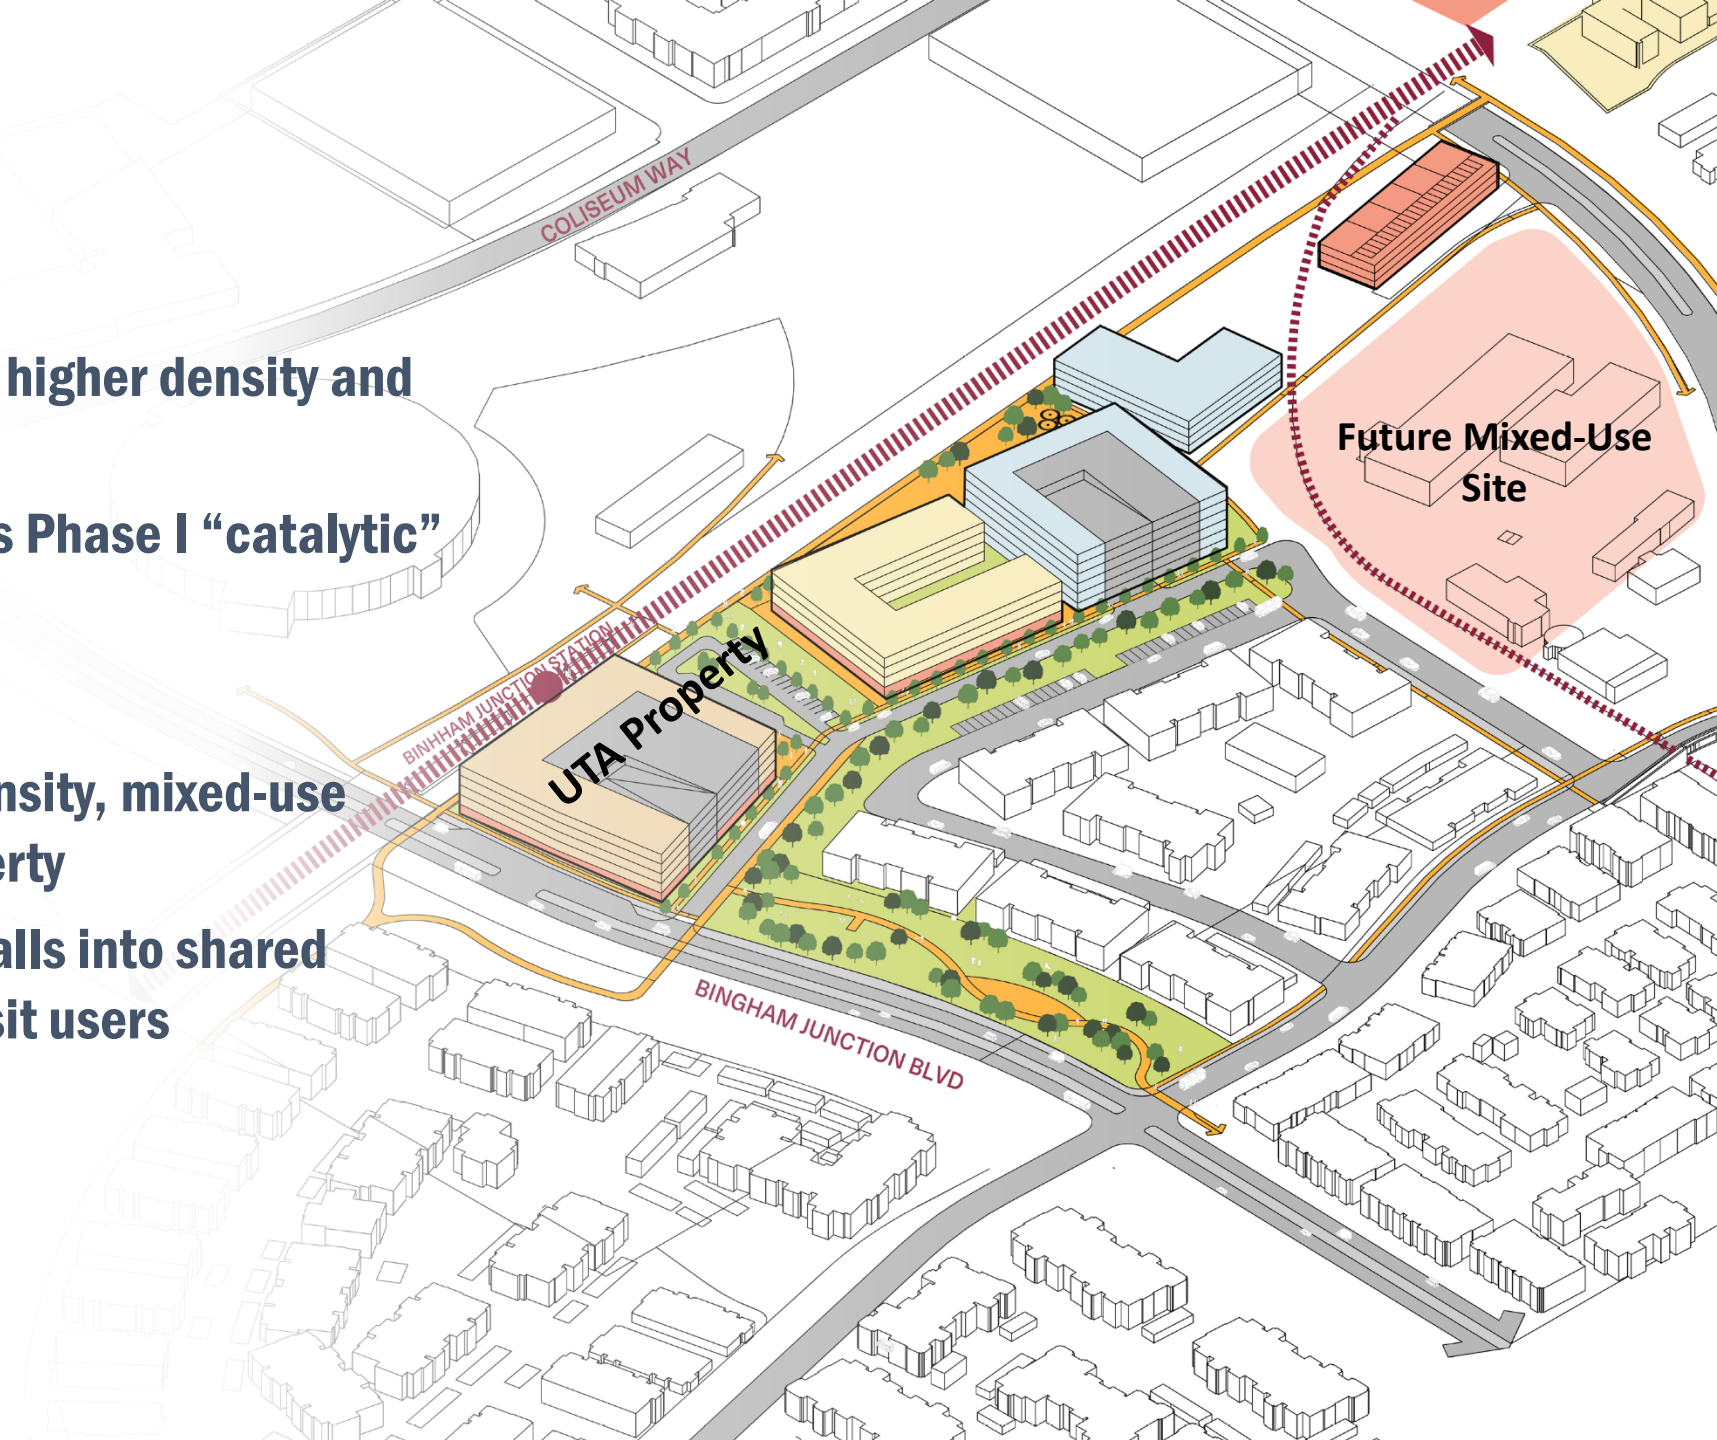 COLISEUM WAY
higher density and
Future Mixed-Use
Site
s Phase I “catalytic”
BINHHAM JUNCTION STATION
UTA Property
nsity, mixed-use
erty
alls into shared
sit users
BINGHAM JUNCTION BLVD